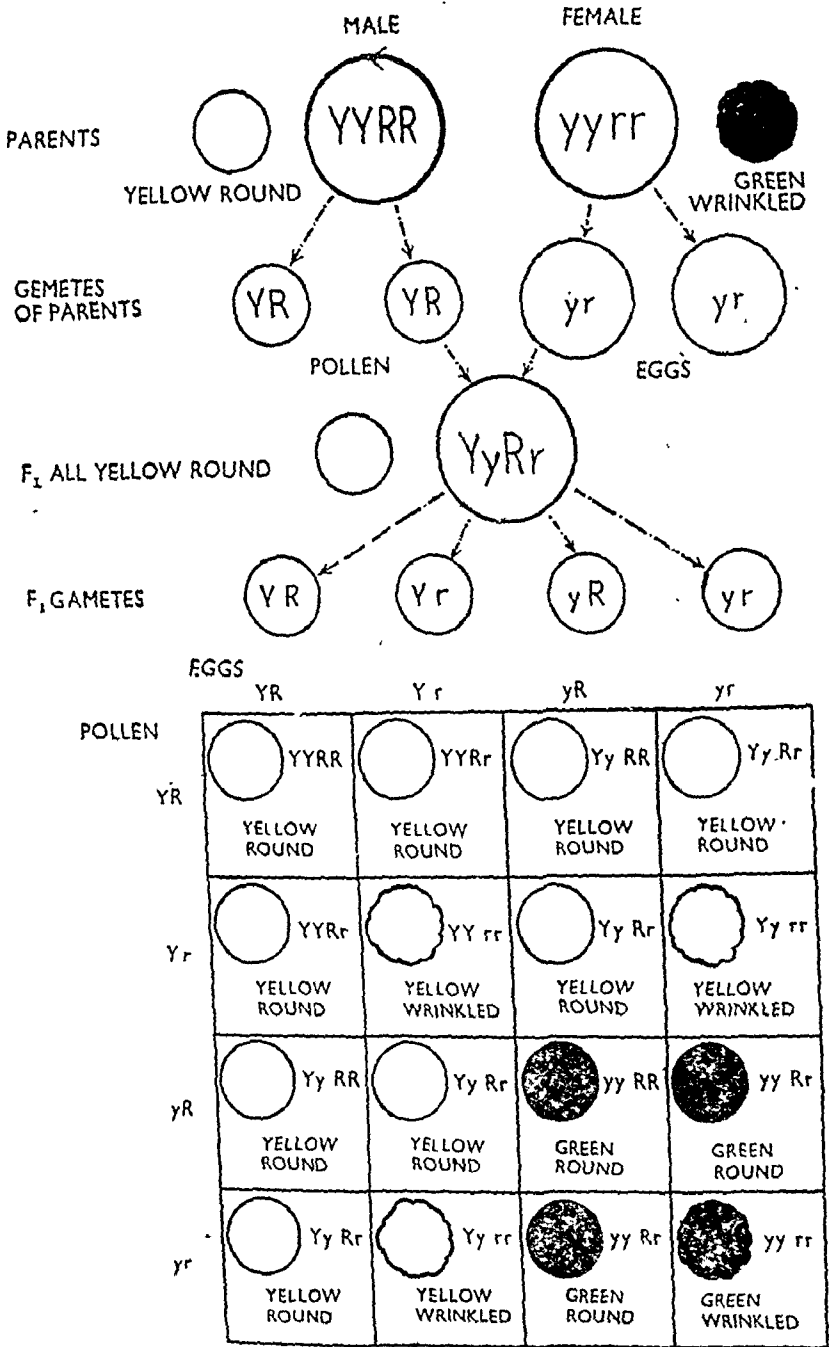 MALE
FEMALE
PARENTS
YYRR
yyrr
YELLOW ROUND
GREEN
WRINKLED
GEMETES
OF PARENTS
YR
YR
yr
yr
POLLEN
EGGS
YyRr
F₁ ALL YELLOW ROUND
F₁ GAMETES
YR
Yr
yR
yr
EGGS
YR
Yr
yR
yr
POLLEN
YR
YYRR
YYRr
Yy RR
Yy Rr
YELLOW
ROUND
YELLOW
ROUND
YELLOW
ROUND
YELLOW
ROUND
Yr
YYRr
YY rr
Yy Rr
Yy rr
YELLOW
ROUND
YELLOW
WRINKLED
YELLOW
ROUND
YELLOW
WRINKLED
yR
Yy RR
Yy Rr
yy RR
yy Rr
YELLOW
ROUND
YELLOW
ROUND
GREEN
ROUND
GREEN
ROUND
yr
Yy Rr
Yy rr
yy Rr
yy rr
YELLOW
ROUND
YELLOW
WRINKLED
GREEN
ROUND
GREEN
WRINKLED